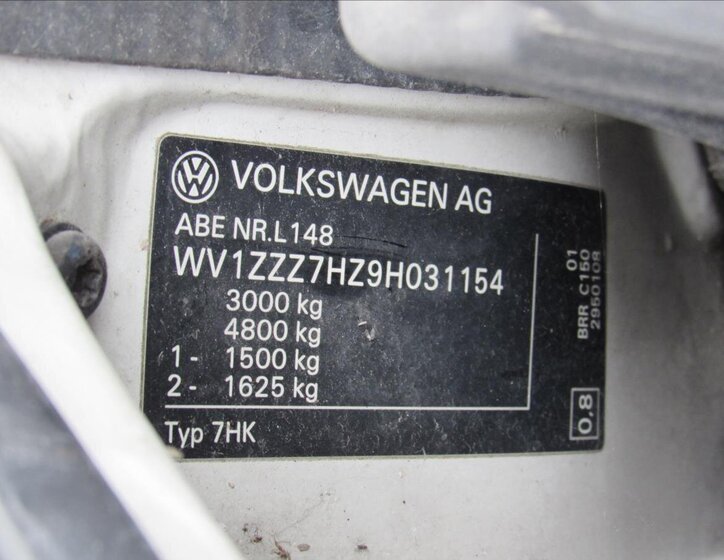 VOLKSWAGEN AG
ABE NR.L148
WV1ZZZ7HZ9H031154
3000 kg
4800 kg
1- 1500 kg
2- 1625 kg
Typ 7HK
01
BRR C150
2950108
0,8